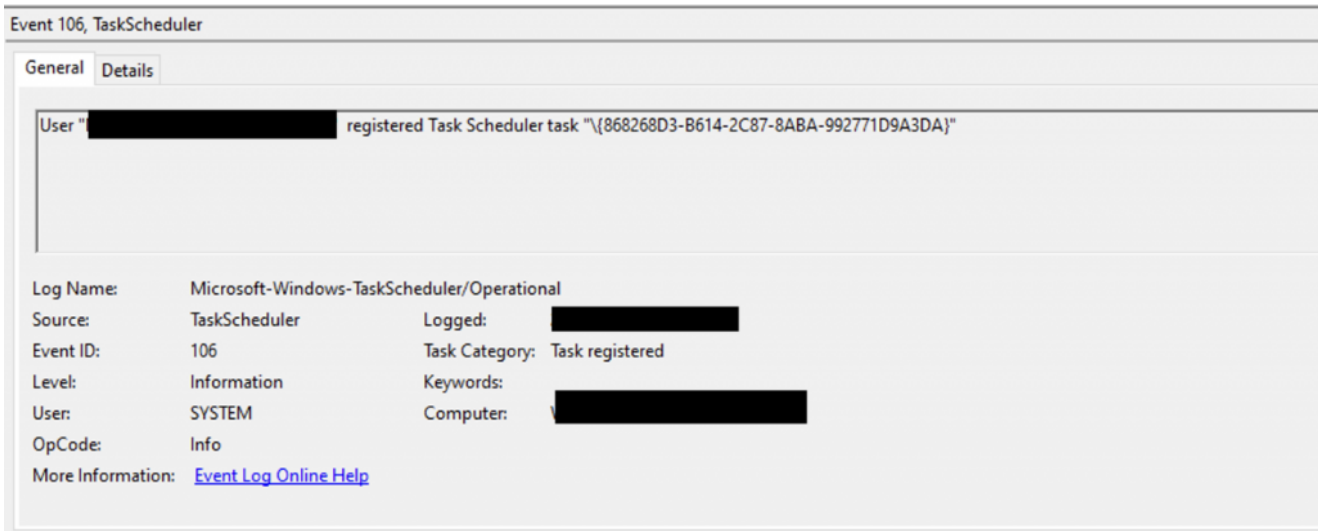 Event 106, TaskScheduler
General Details
User " registered Task Scheduler task "\{868268D3-B614-2C87-8ABA-992771D9A3DA}"
Log Name: Microsoft-Windows-TaskScheduler/Operational
Source: TaskScheduler Logged:
Event ID: 106 Task Category: Task registered
Level: Information Keywords:
User: SYSTEM Computer:
OpCode: Info
More Information: Event Log Online Help